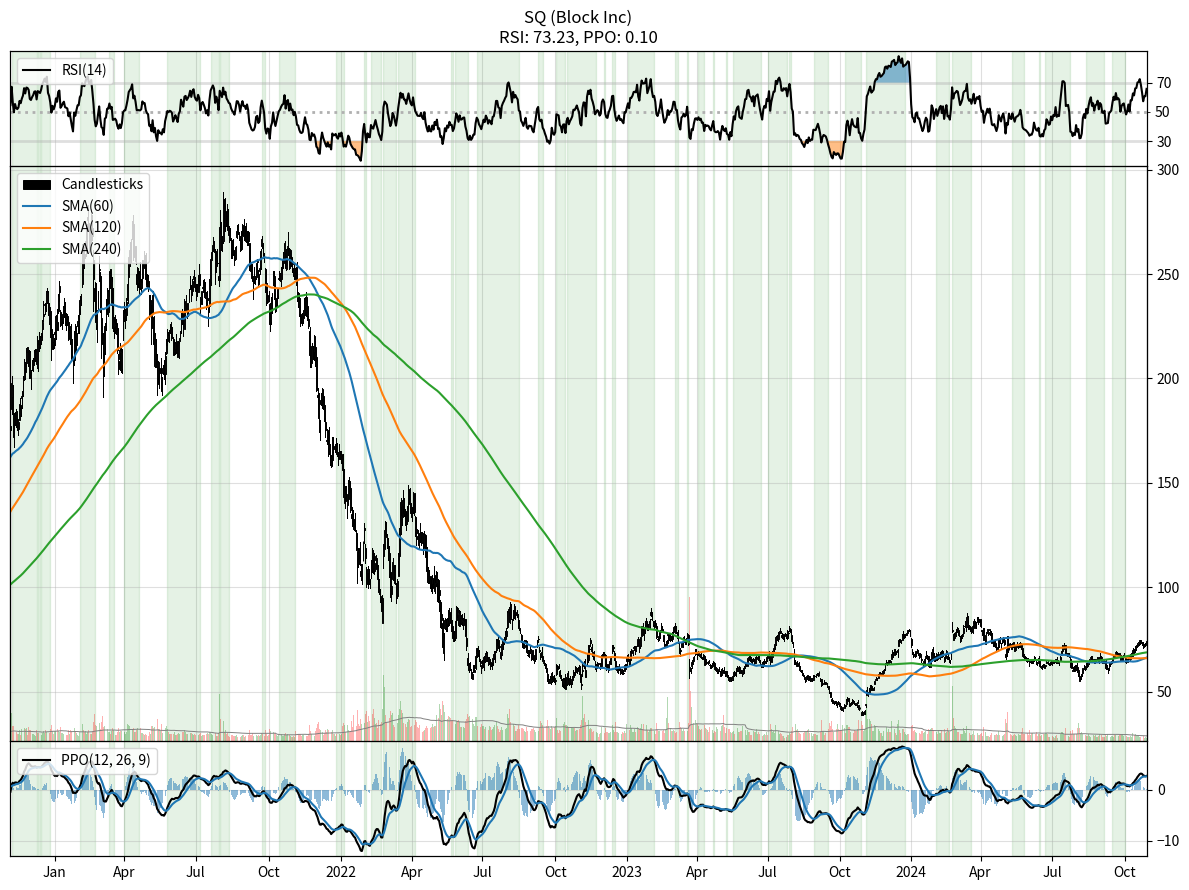 SQ (Block Inc)
RSI: 73.23, PPO: 0.10
RSI(14)
70
50
30
Candlesticks
SMA(60)
SMA(120)
SMA(240)
300
250
200
150
100
50
PPO(12, 26, 9)
0
−10
Jan Apr Jul Oct 2022 Apr Jul Oct 2023 Apr Jul Oct 2024 Apr Jul Oct